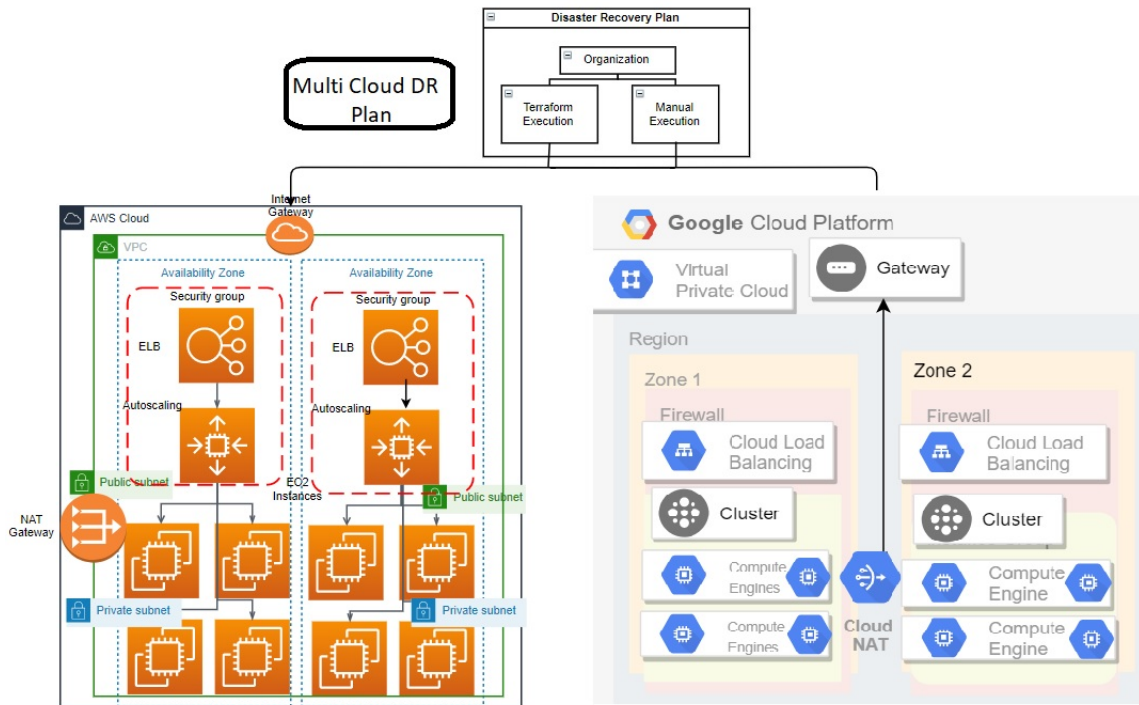 Disaster Recovery Plan
Organization
Terraform
Execution
Manual
Execution
Multi Cloud DR
Plan
Internet
Gateway
AWS Cloud
VPC
Availability Zone
Availability Zone
Security group
Security group
ELB
ELB
Autoscaling
Autoscaling
Public subnet
EC2
Instances
Public subnet
NAT
Gateway
Private subnet
Private subnet
Google Cloud Platform
Virtual
Private Cloud
Gateway
Region
Zone 1
Zone 2
Firewall
Firewall
Cloud Load
Balancing
Cloud Load
Balancing
Cluster
Cluster
Compute
Engines
Compute
Engine
Compute
Engines
Compute
Engine
Cloud
NAT